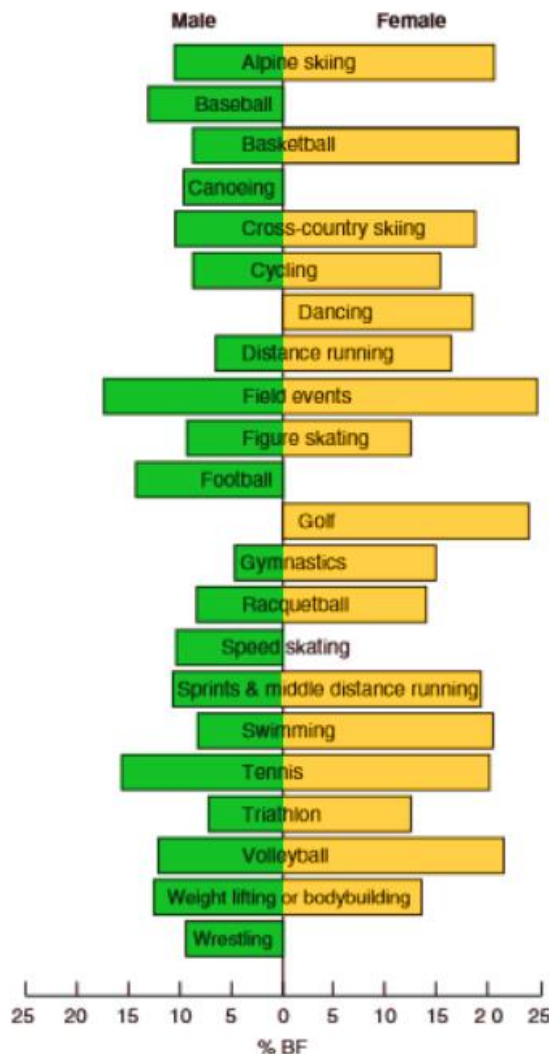 Male Female
Alpine skiing
Baseball
Basketball
Canoeing
Cross-country skiing
Cycling
Dancing
Distance running
Field events
Figure skating
Football
Golf
Gymnastics
Racquetball
Speed skating
Sprints & middle distance running
Swimming
Tennis
Triathlon
Volleyball
Weight lifting or bodybuilding
Wrestling
25 20 15 10 5 0 5 10 15 2 0 25
% BF